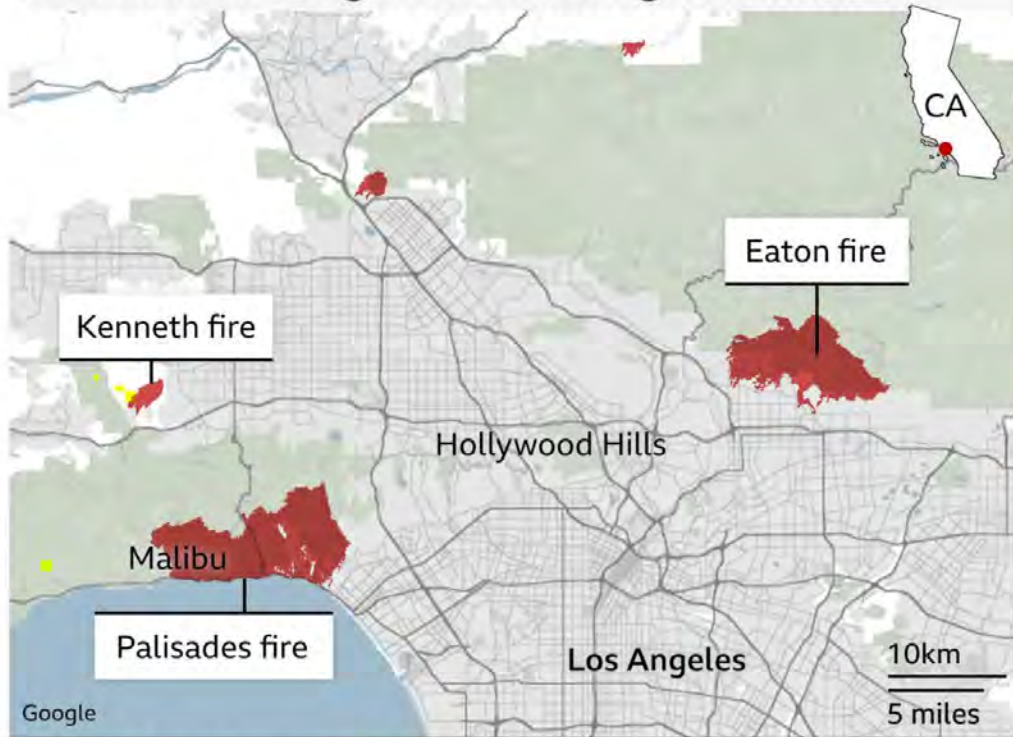 CA
Eaton fire
Kenneth fire
Hollywood Hills
Malibu
Palisades fire
Los Angeles
10km
5 miles
Google